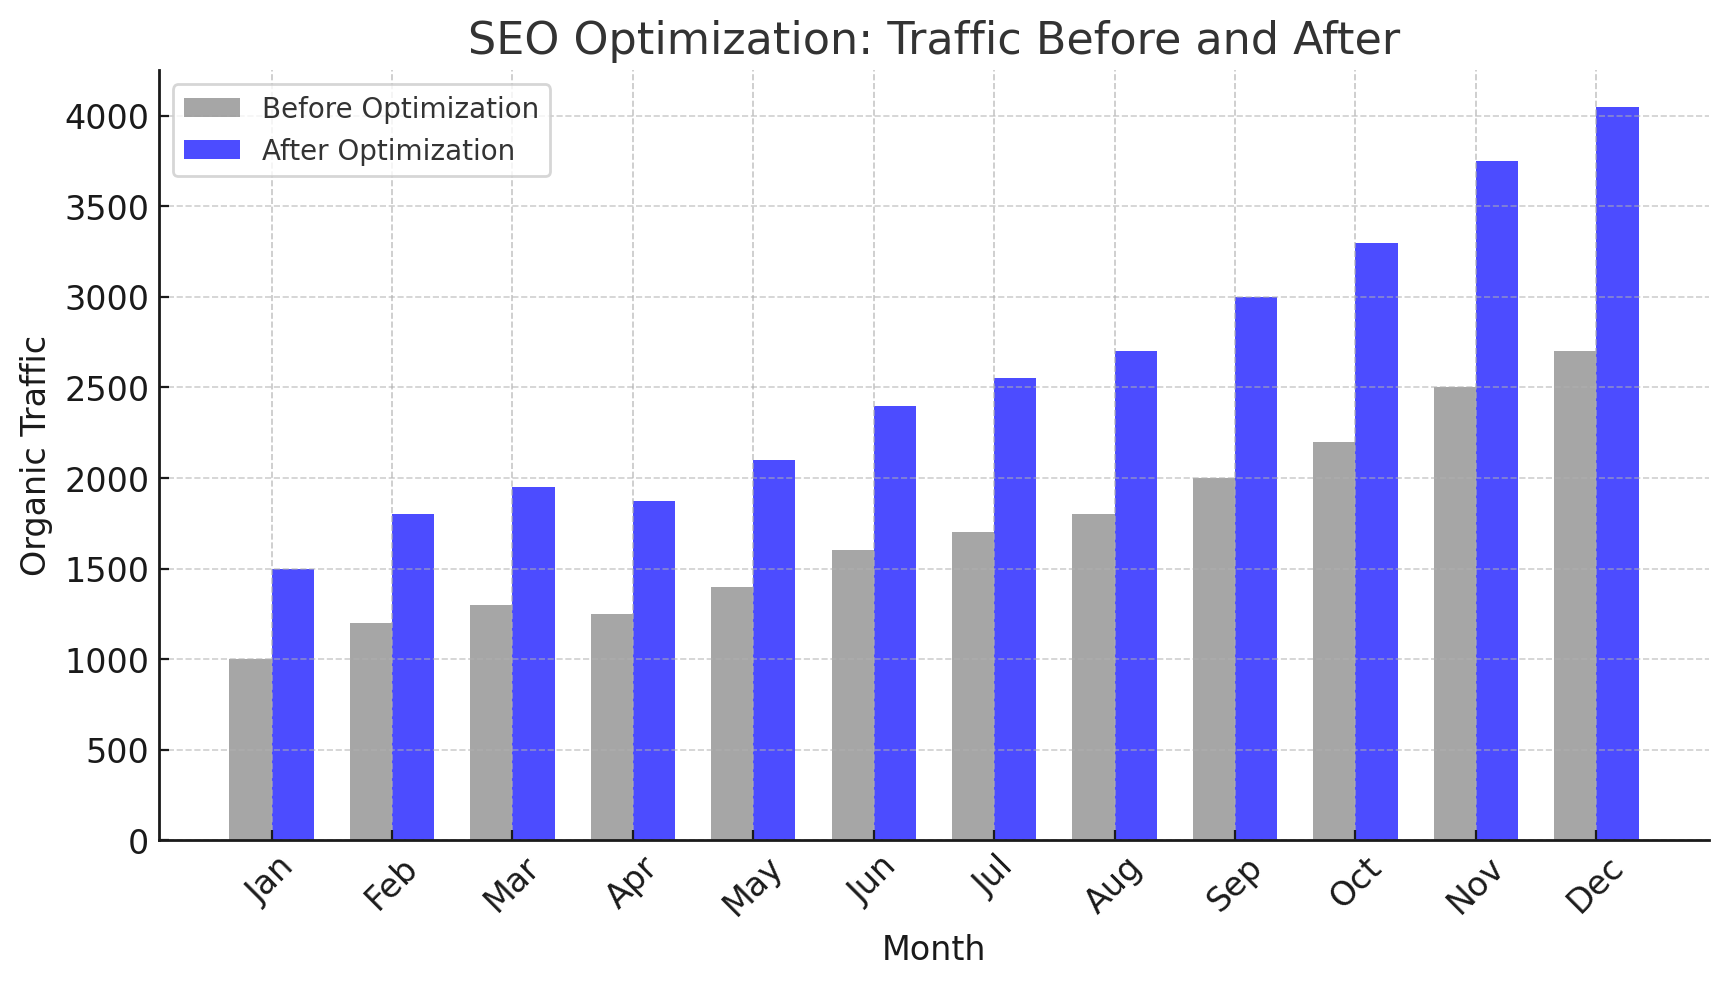 SEO Optimization: Traffic Before and After
Before Optimization
After Optimization
Organic Traffic
4000
3500
3000
2500
2000
1500
1000
500
0
Jan
Feb
Mar
Apr
May
Jun
Jul
Aug
Sep
Oct
Nov
Dec
Month